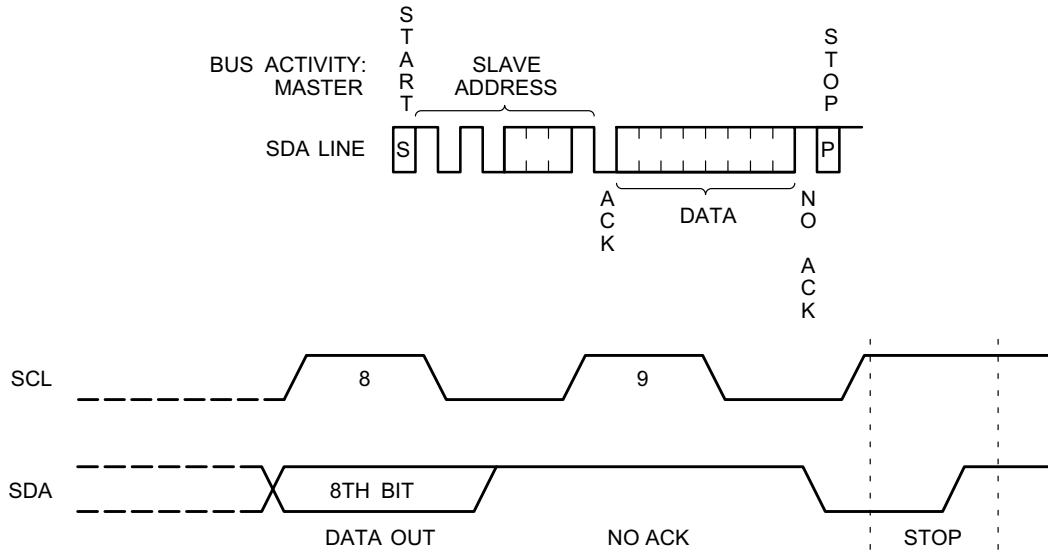 START
STOP
BUS ACTIVITY:
MASTER
SLAVE
ADDRESS
SDA LINE
S
P
ACK
DATA
NO ACK
SCL
8
9
SDA
8TH BIT
DATA OUT
NO ACK
STOP